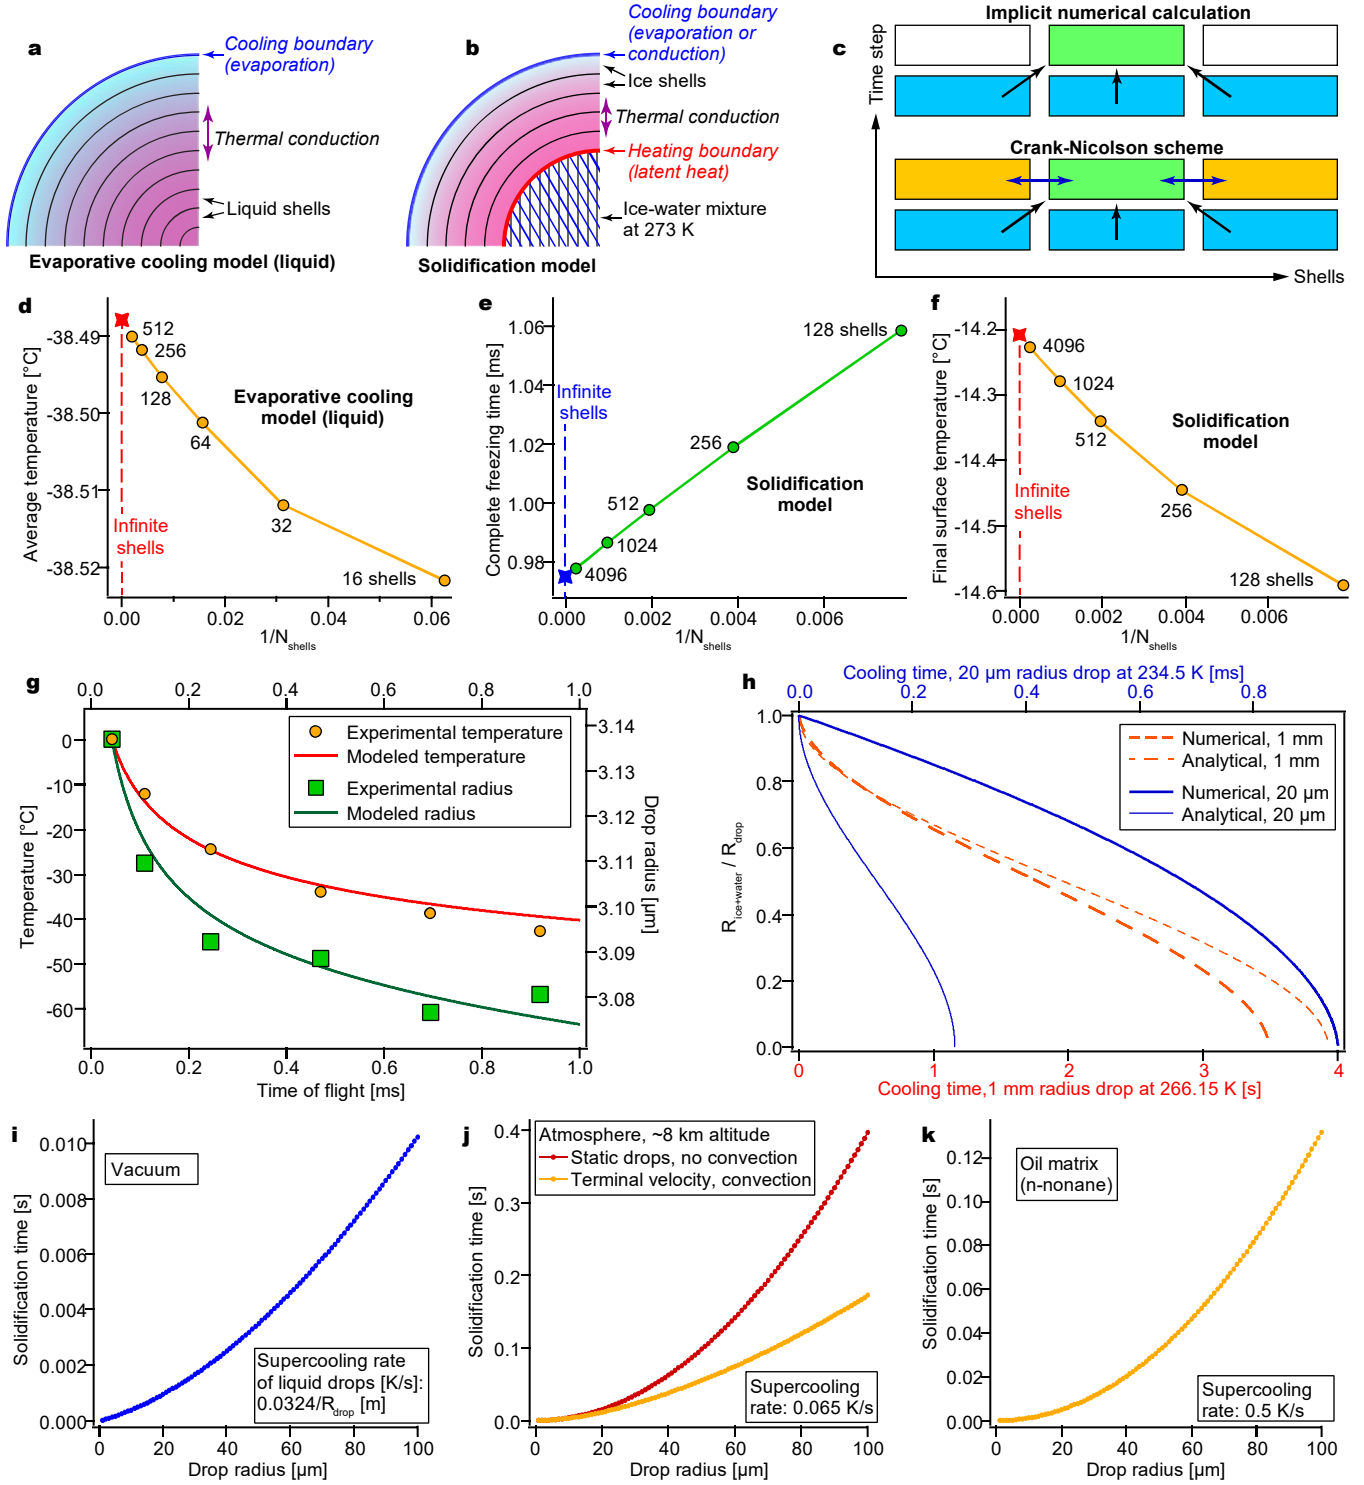 a
Cooling boundary
(evaporation)
Thermal conduction
Liquid shells
Evaporative cooling model (liquid)
b
Cooling boundary
(evaporation or
conduction)
Ice shells
Thermal conduction
Heating boundary
(latent heat)
Ice-water mixture
at 273 K
Solidification model
c
Implicit numerical calculation
Time step
Crank-Nicolson scheme
Shells
d
Average temperature [°C]
-38.49
-38.50
-38.51
-38.52
512
256
128
64
32
16 shells
Evaporative cooling
model (liquid)
Infinite
shells
0.00
0.02
0.04
0.06
1/Nshells
e
Complete freezing time [ms]
1.06
1.04
1.02
1.00
0.98
128 shells
256
512
1024
4096
Infinite
shells
Solidification
model
0.000
0.002
0.004
0.006
1/Nshells
f
Final surface temperature [°C]
-14.2
-14.3
-14.4
-14.5
-14.6
4096
1024
512
256
128 shells
Solidification
model
Infinite
shells
0.000
0.002
0.004
0.006
1/Nshells
g
0.0 0.2 0.4 0.6 0.8 1.0
Temperature [°C]
0
-10
-20
-30
-40
-50
-60
Experimental temperature
Modeled temperature
Experimental radius
Modeled radius
3.14
3.13
3.12
3.11
3.10
3.09
3.08
Drop radius [µm]
0.0 0.2 0.4 0.6 0.8 1.0
Time of flight [ms]
h
Cooling time, 20 µm radius drop at 234.5 K [ms]
0.0 0.2 0.4 0.6 0.8
Rice+water / Rdrop
1.0
0.8
0.6
0.4
0.2
0.0
Numerical, 1 mm
Analytical, 1 mm
Numerical, 20 µm
Analytical, 20 µm
0 1 2 3 4
Cooling time,1 mm radius drop at 266.15 K [s]
i
Solidification time [s]
0.010
0.008
0.006
0.004
0.002
0.000
Vacuum
Supercooling rate
of liquid drops [K/s]:
0.0324/Rdrop [m]
0 20 40 60 80 100
Drop radius [µm]
j
Solidification time [s]
0.4
0.3
0.2
0.1
0.0
Atmosphere, ~8 km altitude
Static drops, no convection
Terminal velocity, convection
Supercooling
rate: 0.065 K/s
0 20 40 60 80 100
Drop radius [µm]
k
Solidification time [s]
0.12
0.10
0.08
0.06
0.04
0.02
0.00
Oil matrix
(n-nonane)
Supercooling
rate: 0.5 K/s
0 20 40 60 80 100
Drop radius [µm]